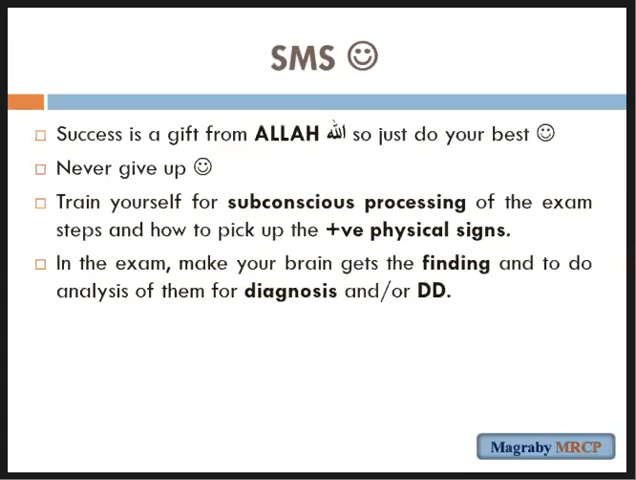 SMS ☺
Success is a gift from ALLAH الله so just do your best ☺
Never give up ☺
Train yourself for subconscious processing of the exam
steps and how to pick up the +ve physical signs.
In the exam, make your brain gets the finding and to do
analysis of them for diagnosis and/or DD.
Magraby MRCP